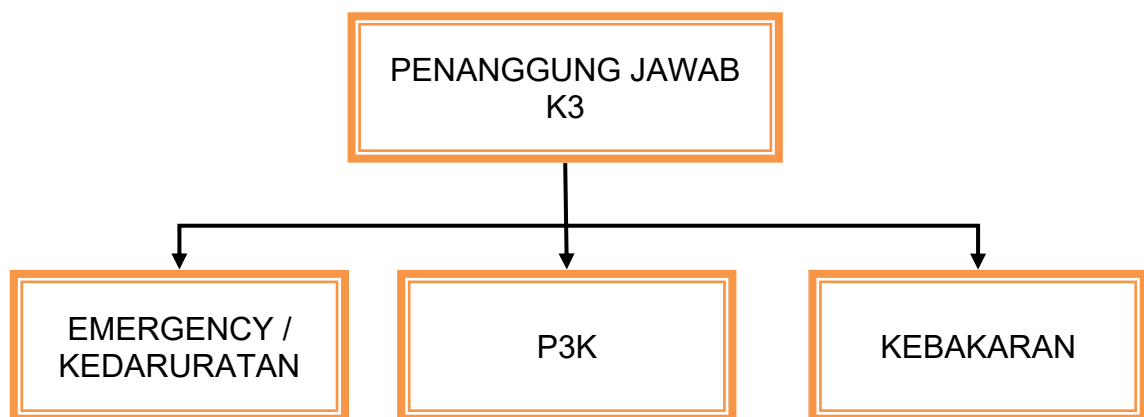 PENANGGUNG JAWAB
K3
EMERGENCY /
KEDARURATAN
P3K
KEBAKARAN